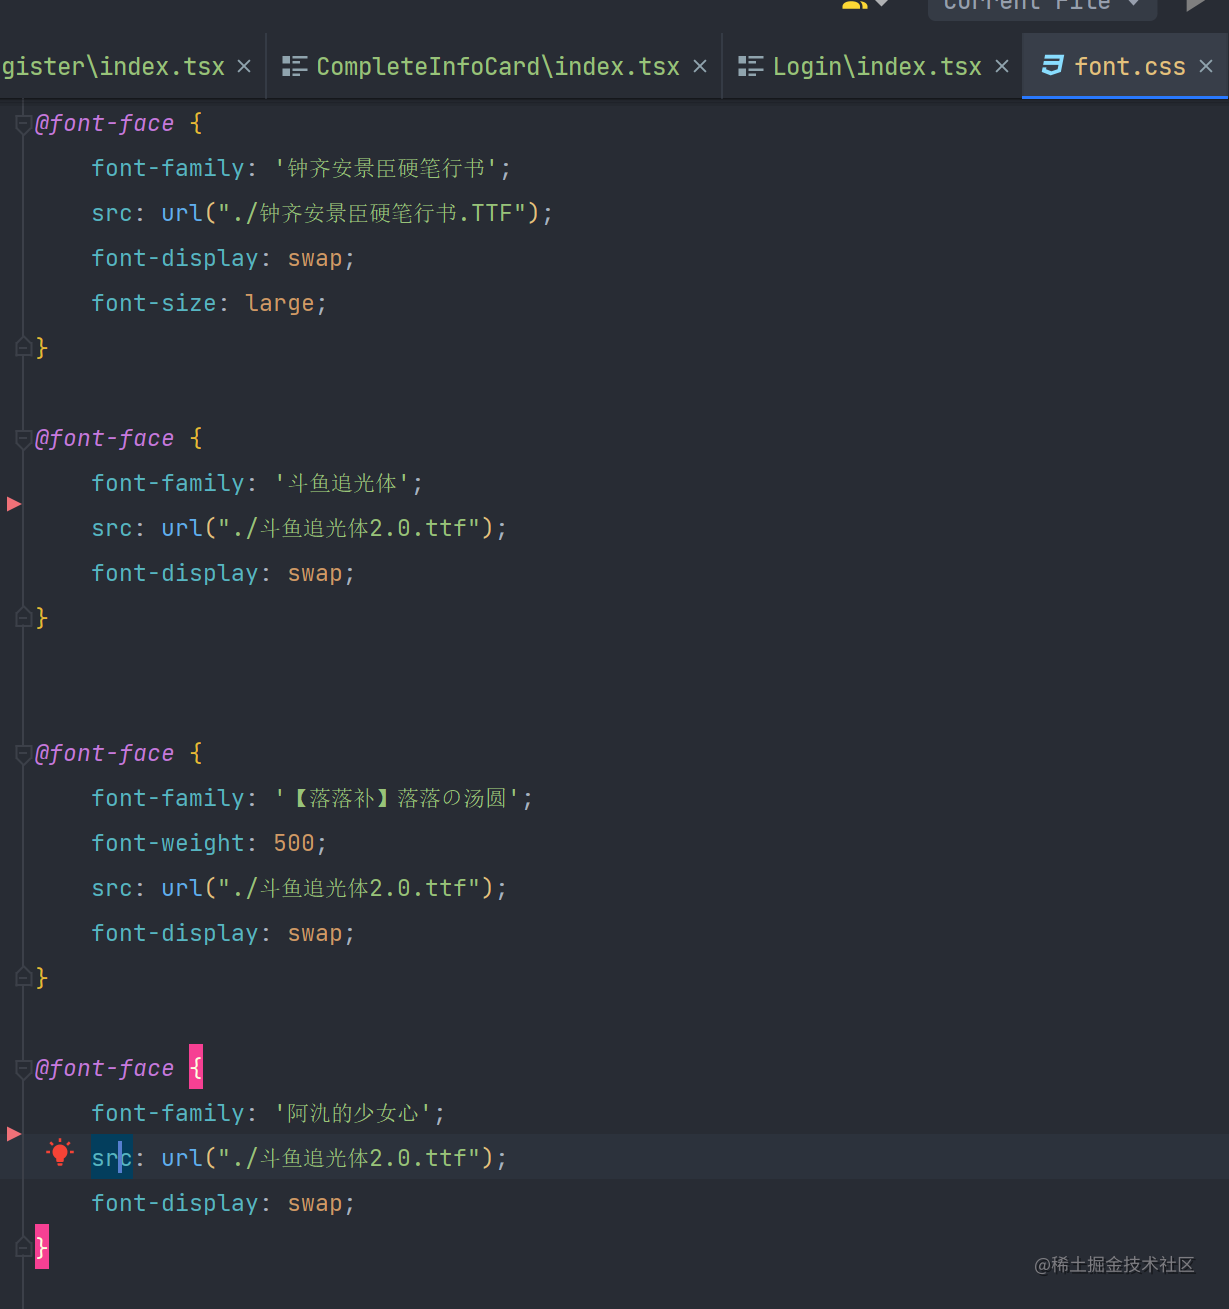 Current File
gister\index.tsx
CompleteInfoCard\index.tsx
Login\index.tsx
font.css
@font-face {
    font-family: '钟齐安景臣硬笔行书';
    src: url("./钟齐安景臣硬笔行书.TTF");
    font-display: swap;
    font-size: large;
}
@font-face {
    font-family: '斗鱼追光体';
    src: url("./斗鱼追光体2.0.ttf");
    font-display: swap;
}
@font-face {
    font-family: '【落落补】落落の汤圆';
    font-weight: 500;
    src: url("./斗鱼追光体2.0.ttf");
    font-display: swap;
}
@font-face {
    font-family: '阿氿的少女心';
    src: url("./斗鱼追光体2.0.ttf");
    font-display: swap;
}
@稀土掘金技术社区